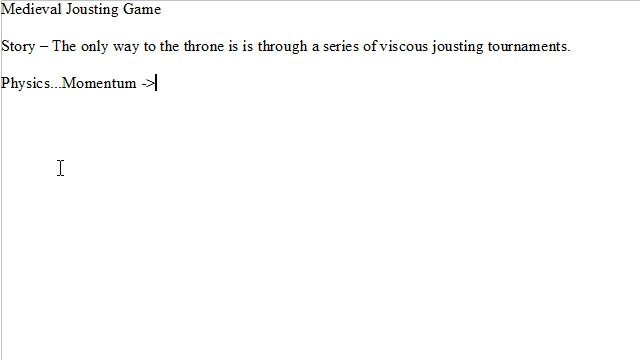 Medieval Jousting Game
Story – The only way to the throne is is through a series of viscous jousting tournaments.
Physics...Momentum ->